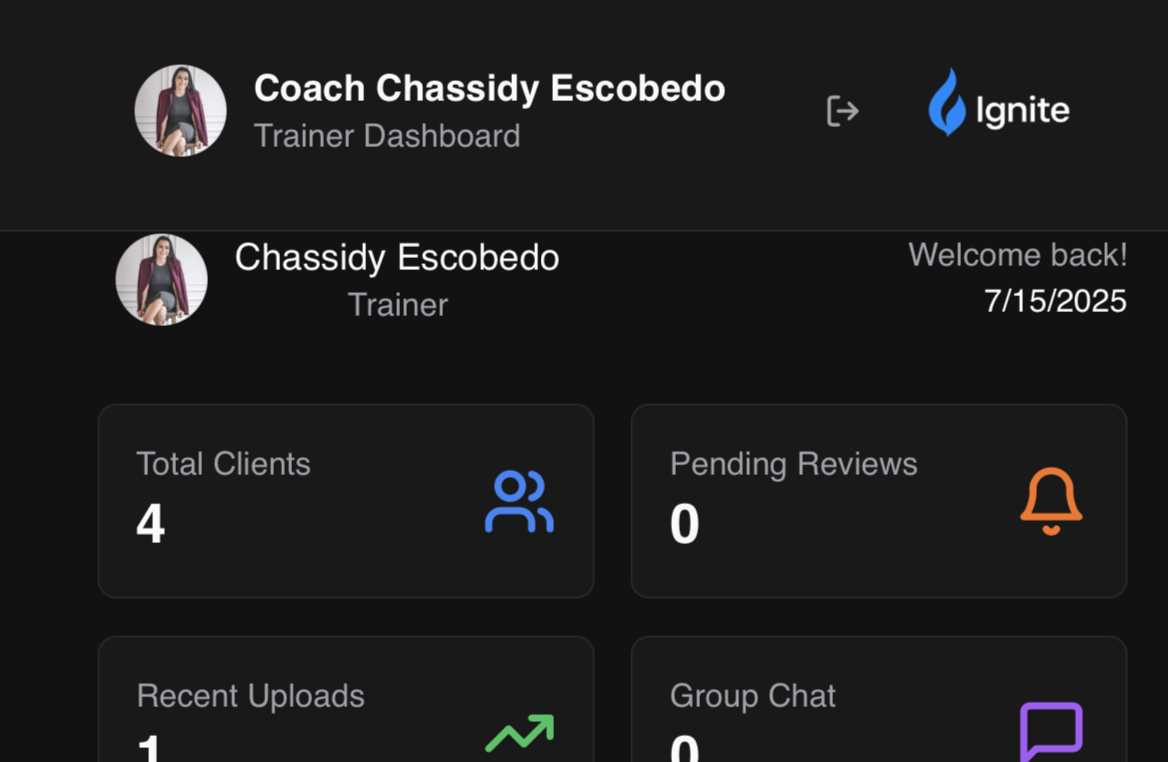 Coach Chassidy Escobedo
Trainer Dashboard
Ignite
Chassidy Escobedo
Trainer
Welcome back!
7/15/2025
Total Clients
4
Pending Reviews
0
Recent Uploads
1
Group Chat
0